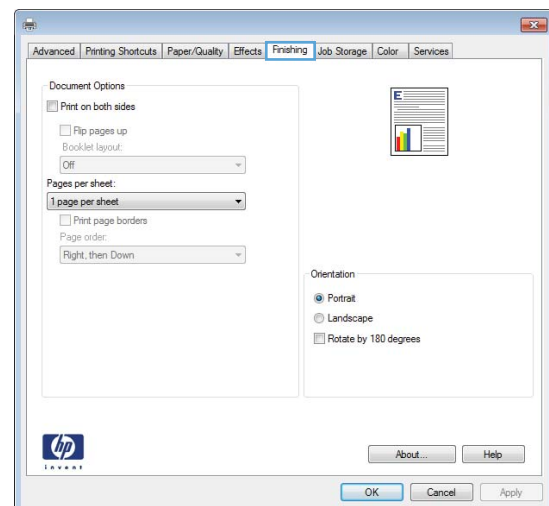 Advanced Printing Shortcuts Paper/Quality Effects Finishing Job Storage Color Services
Document Options
Print on both sides
Flip pages up
Booklet layout:
Off
Pages per sheet:
1 page per sheet
Print page borders
Page order:
Right, then Down
E
Orientation
Portrait
Landscape
Rotate by 180 degrees
hp
invent
About... Help
OK Cancel Apply